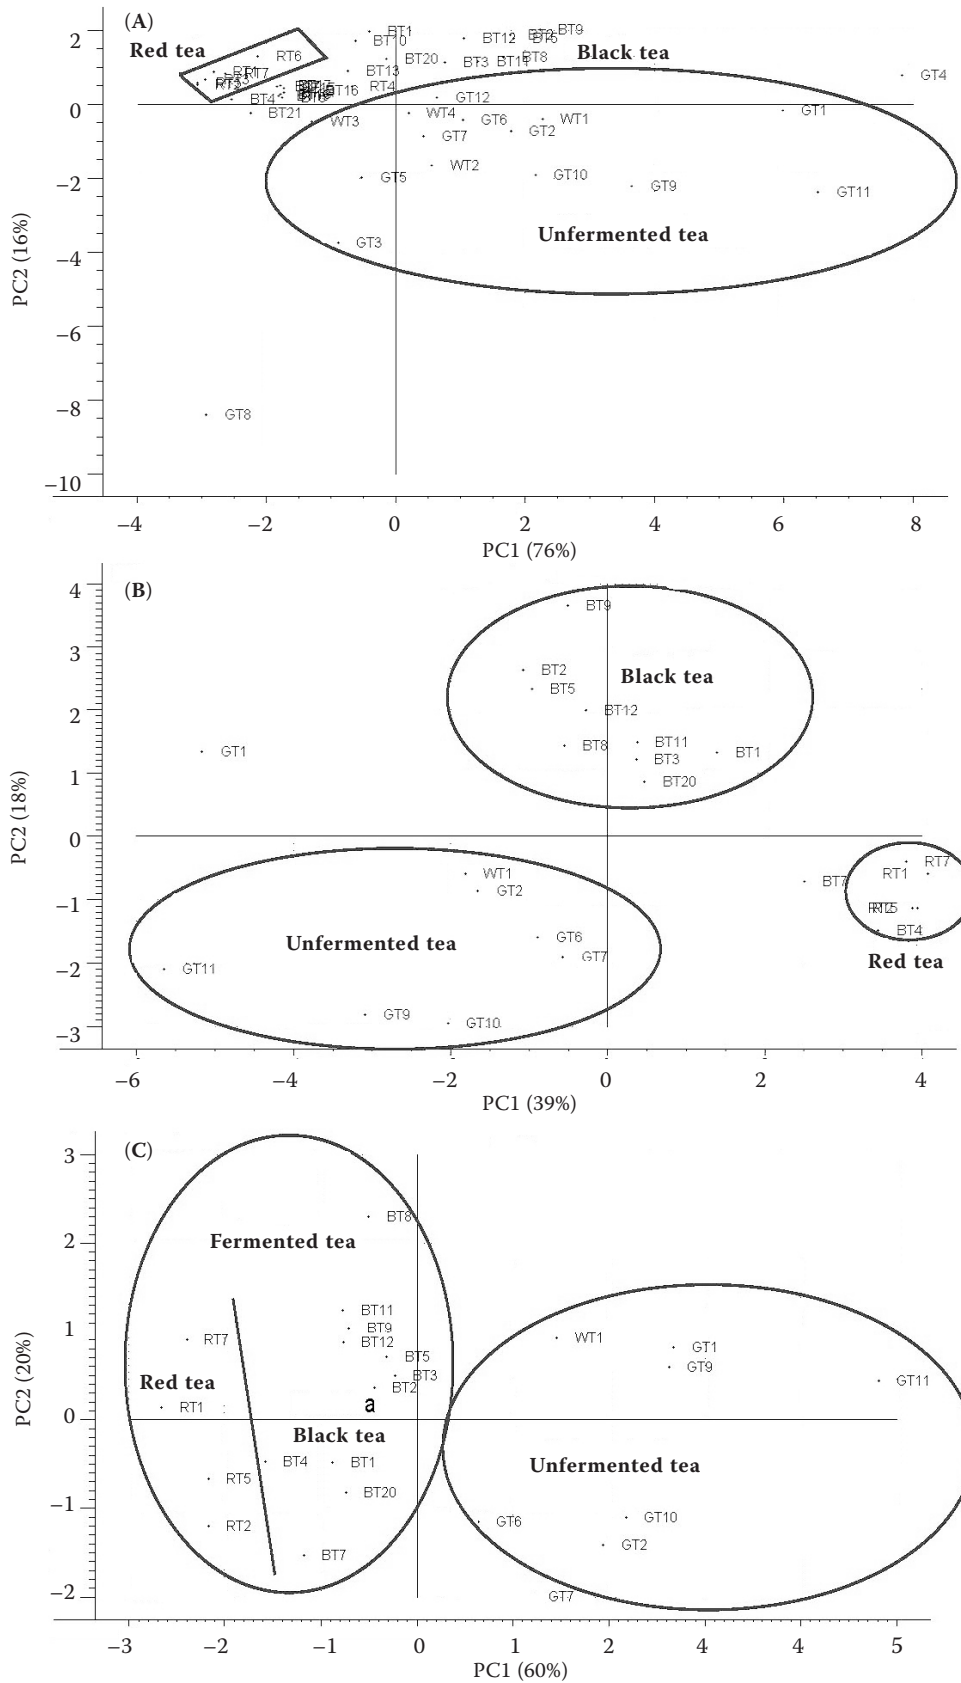 (A)
Red tea
Black tea
Unfermented tea
BT1
BT10
BT12
BT9
BT20
BT3
BT11
BT8
BT13
RT4
RT6
RT7
BT4
BT21
WT3
WT4
GT12
GT6
WT1
GT7
GT2
WT2
GT5
GT10
GT9
GT11
GT1
GT4
GT3
GT8
2
0
−2
−4
−6
−8
−10
PC2 (16%)
−4
−2
0
2
4
6
8
PC1 (76%)
(B)
BT9
BT2
BT5
Black tea
BT12
BT8
BT11
BT3
BT1
BT20
GT1
WT1
GT2
BT7
RT7
RT1
BT4
Red tea
Unfermented tea
GT6
GT7
GT11
GT9
GT10
4
3
2
1
0
−1
−2
−3
PC2 (18%)
−6
−4
−2
0
2
4
PC1 (39%)
(C)
BT8
Fermented tea
BT11
BT9
BT12
BT5
BT3
BT2
a
RT7
Red tea
RT1
Black tea
BT4
BT1
RT5
BT20
RT2
BT7
WT1
GT1
GT9
GT11
Unfermented tea
GT6
GT10
GT2
GT7
3
2
1
0
−1
−2
PC2 (20%)
−3
−2
−1
0
1
4
4
5
PC1 (60%)